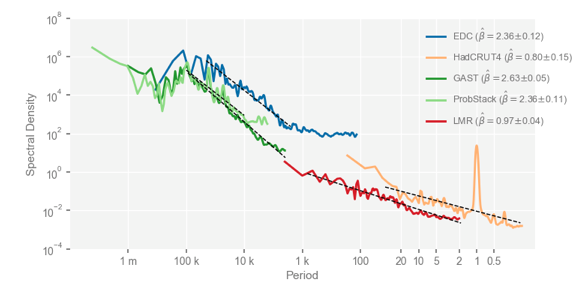 10⁸
10⁶
10⁴
10²
10⁰
10⁻²
10⁻⁴
Spectral Density
EDC (β̂ = 2.36±0.12)
HadCRUT4 (β̂ = 0.80±0.15)
GAST (β̂ = 2.63±0.05)
ProbStack (β̂ = 2.36±0.11)
LMR (β̂ = 0.97±0.04)
1 m 100 k 10 k 1 k 100 20 10 5 2 1 0.5
Period